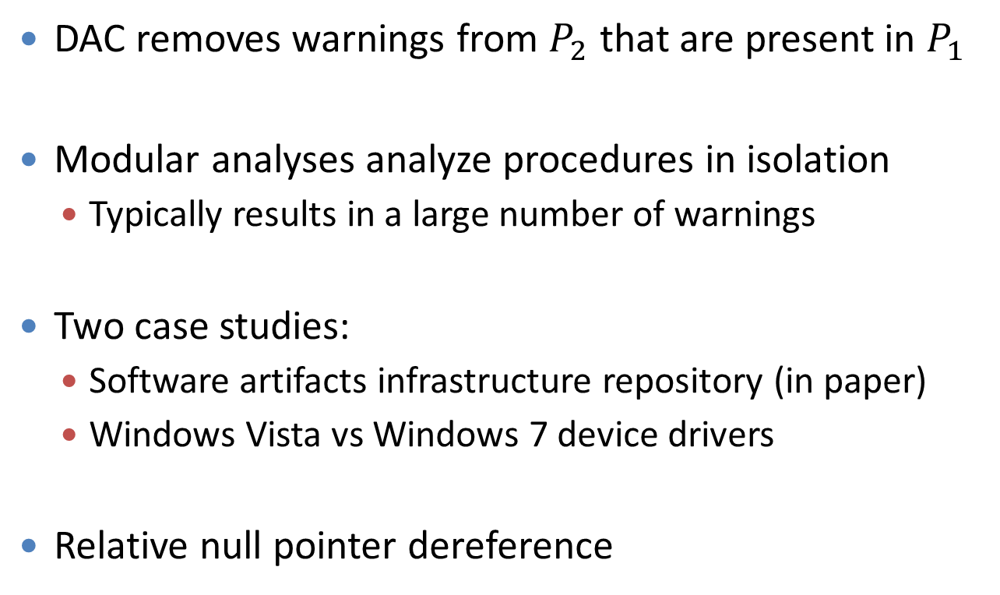 • DAC removes warnings from P₂ that are present in P₁
• Modular analyses analyze procedures in isolation
• Typically results in a large number of warnings
• Two case studies:
• Software artifacts infrastructure repository (in paper)
• Windows Vista vs Windows 7 device drivers
• Relative null pointer dereference